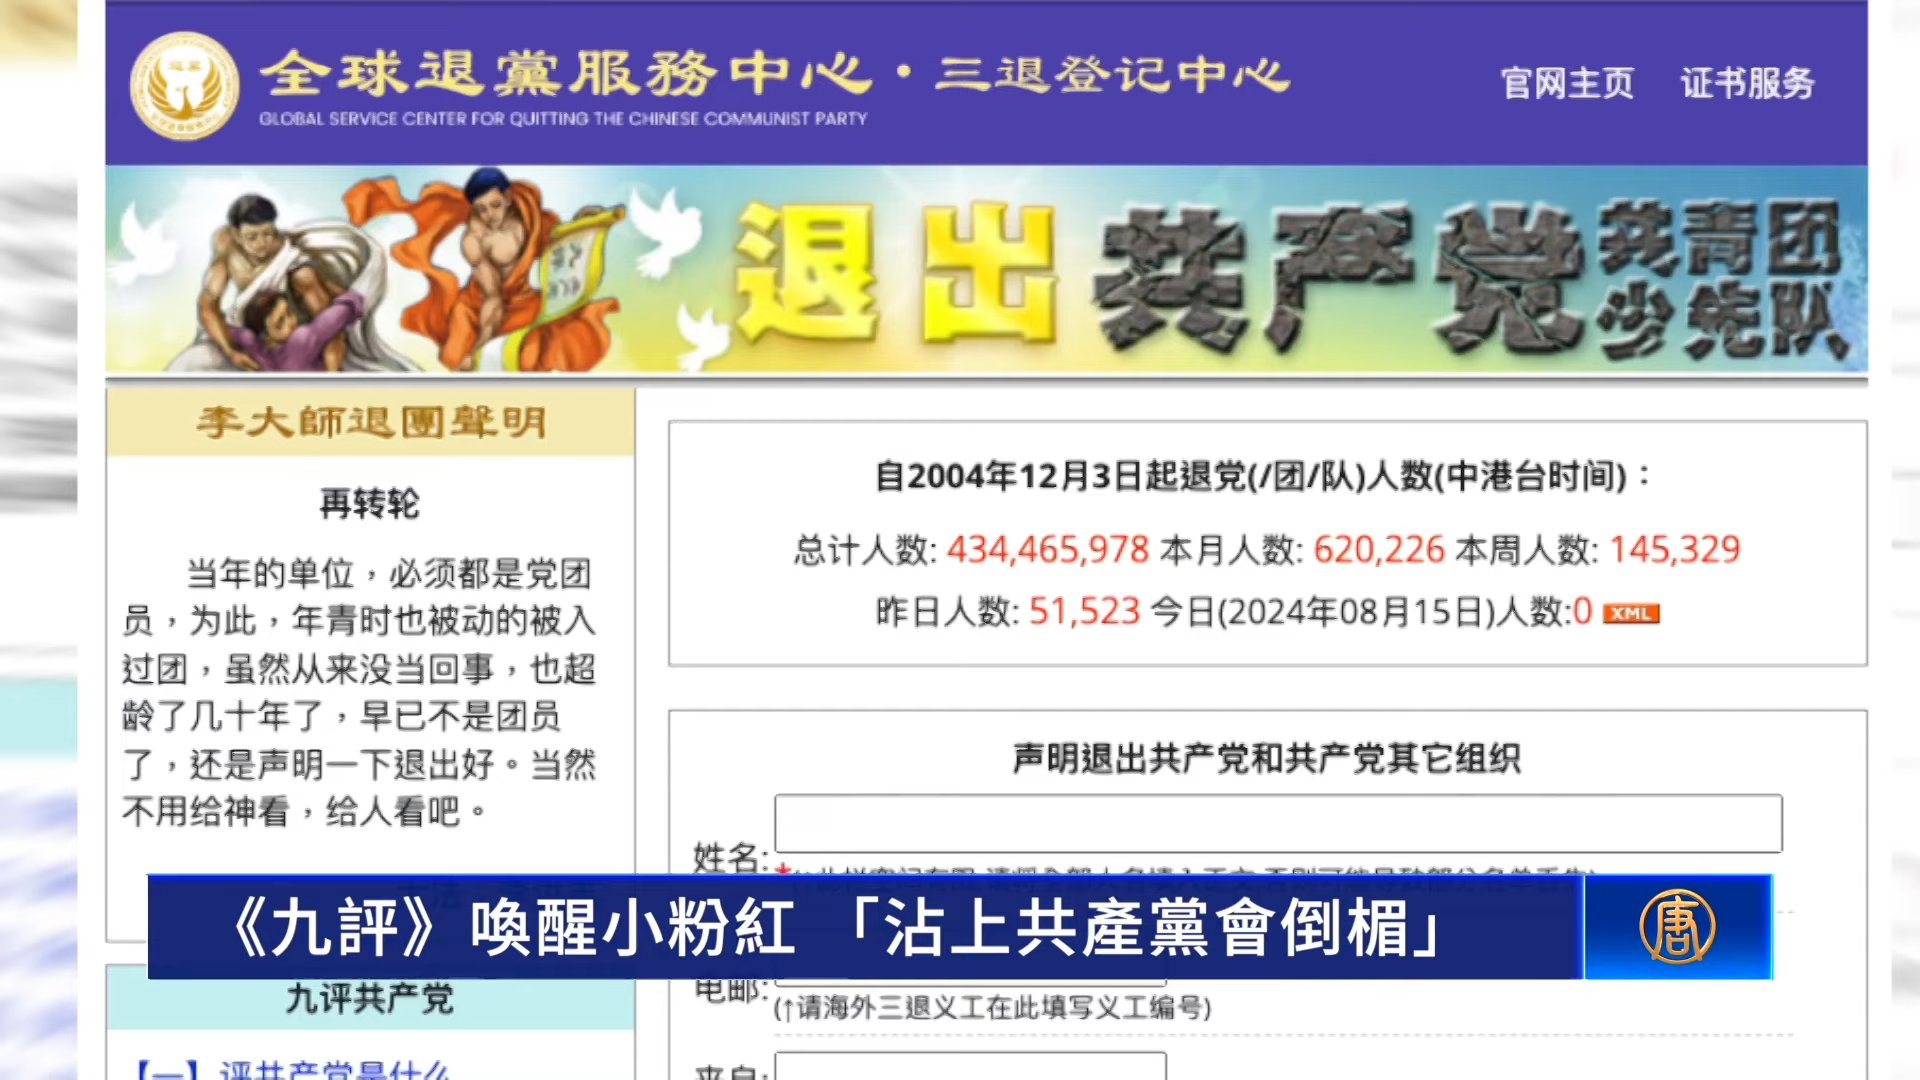 全球退黨服務中心・三退登记中心
GLOBAL SERVICE CENTER FOR QUITTING THE CHINESE COMMUNIST PARTY
官网主页 证书服务
退出共产党 共青团
少先队
李大師退團聲明
再转轮
当年的单位，必须都是党团
员，为此，年青时也被动的被入
过团，虽然从来没当回事，也超
龄了几十年了，早已不是团员
了，还是声明一下退出好。当然
不用给神看，给人看吧。
自2004年12月3日起退党(/团/队)人数(中港台时间)：
总计人数: 434,465,978 本月人数: 620,226 本周人数: 145,329
昨日人数: 51,523 今日(2024年08月15日)人数:0 XML
声明退出共产党和共产党其它组织
姓名:
《九評》喚醒小粉紅 「沾上共產黨會倒楣」
唐
电邮:
(↑请海外三退义工在此填写义工编号)
九评共产党
【一】评共产党是什么
来自: